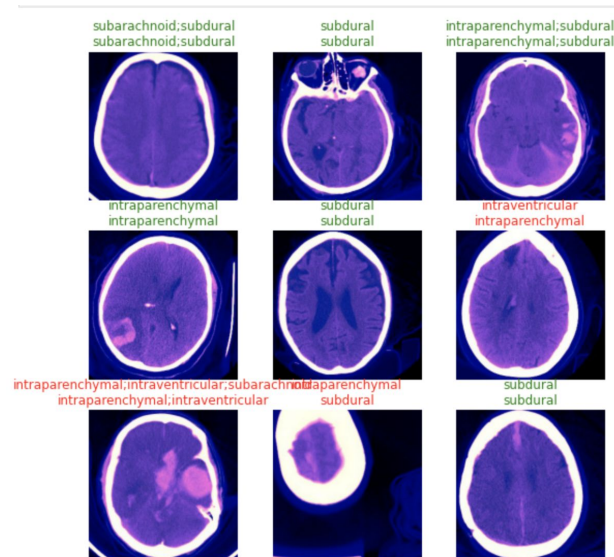 subarachnoid;subdural
subarachnoid;subdural
subdural
subdural
intraparenchymal;subdural
intraparenchymal;subdural
intraparenchymal
intraparenchymal
subdural
subdural
intraventricular
intraparenchymal
intraparenchymal;intraventricular;subarachnoid
intraparenchymal;intraventricular
intraparenchymal
subdural
subdural
subdural